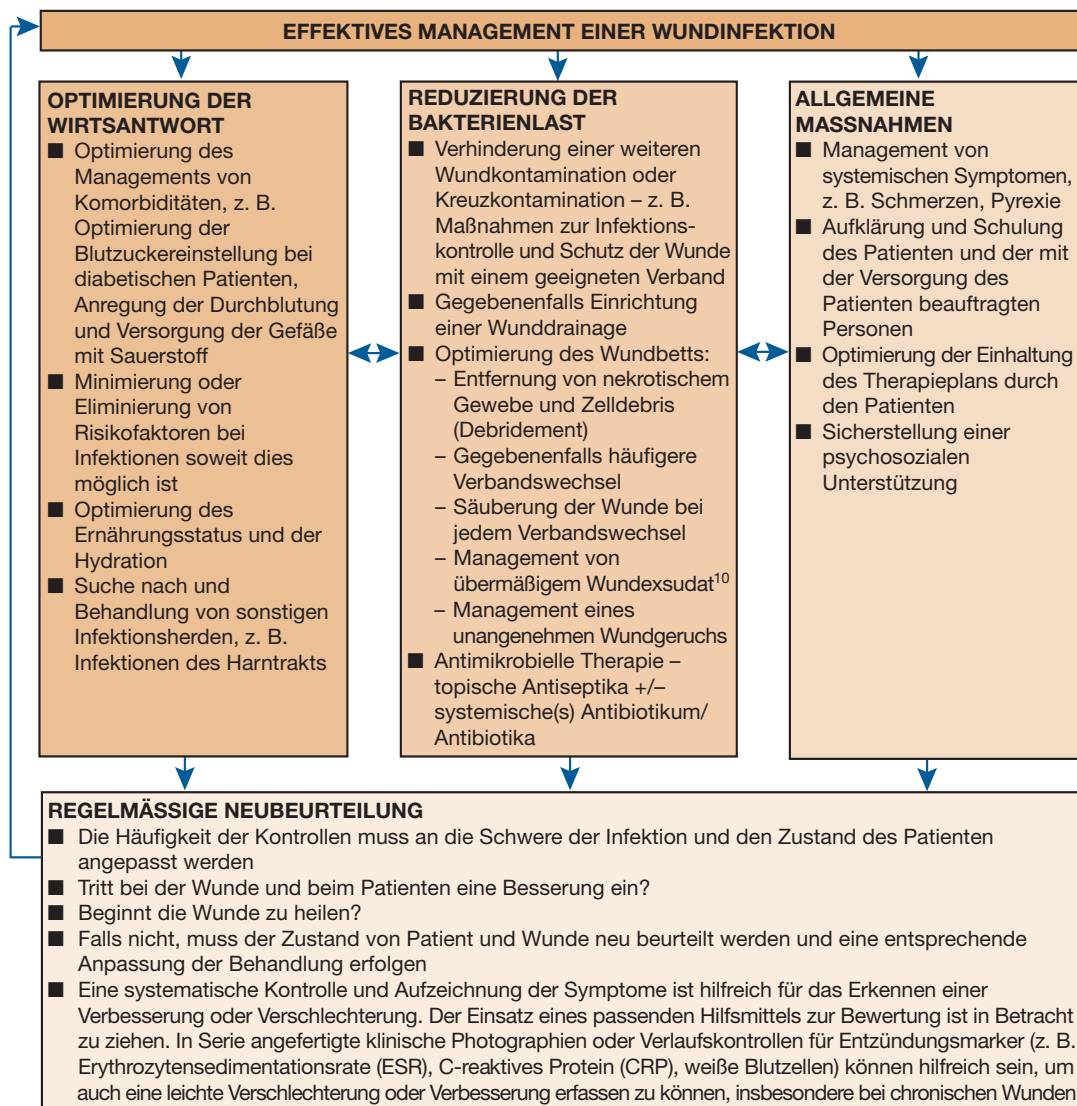 EFFEKTIVES MANAGEMENT EINER WUNDINFEKTION
OPTIMIERUNG DER
WIRTSANTWORT
■ Optimierung des
Managements von
Komorbiditäten, z. B.
Optimierung der
Blutzuckereinstellung bei
diabetischen Patienten,
Anregung der Durchblutung
und Versorgung der Gefäße
mit Sauerstoff
■ Minimierung oder
Eliminierung von
Risikofaktoren bei
Infektionen soweit dies
möglich ist
■ Optimierung des
Ernährungsstatus und der
Hydration
■ Suche nach und
Behandlung von sonstigen
Infektionsherden, z. B.
Infektionen des Harntrakts
REDUZIERUNG DER
BAKTERIENLAST
■ Verhinderung einer weiteren
Wundkontamination oder
Kreuzkontamination – z. B.
Maßnahmen zur Infektions-
kontrolle und Schutz der Wunde
mit einem geeigneten Verband
■ Gegebenenfalls Einrichtung
einer Wunddrainage
■ Optimierung des Wundbetts:
– Entfernung von nekrotischem
Gewebe und Zelldebris
(Debridement)
– Gegebenenfalls häufigere
Verbandswechsel
– Säuberung der Wunde bei
jedem Verbandswechsel
– Management von
übermäßigem Wundexsudat¹⁰
– Management eines
unangenehmen Wundgeruchs
■ Antimikrobielle Therapie –
topische Antiseptika +/–
systemische(s) Antibiotikum/
Antibiotika
ALLGEMEINE
MASSNAHMEN
■ Management von
systemischen Symptomen,
z. B. Schmerzen, Pyrexie
■ Aufklärung und Schulung
des Patienten und der mit
der Versorgung des
Patienten beauftragten
Personen
■ Optimierung der Einhaltung
des Therapieplans durch
den Patienten
■ Sicherstellung einer
psychosozialen
Unterstützung
REGELMÄSSIGE NEUBEURTEILUNG
■ Die Häufigkeit der Kontrollen muss an die Schwere der Infektion und den Zustand des Patienten
angepasst werden
■ Tritt bei der Wunde und beim Patienten eine Besserung ein?
■ Beginnt die Wunde zu heilen?
■ Falls nicht, muss der Zustand von Patient und Wunde neu beurteilt werden und eine entsprechende
Anpassung der Behandlung erfolgen
■ Eine systematische Kontrolle und Aufzeichnung der Symptome ist hilfreich für das Erkennen einer
Verbesserung oder Verschlechterung. Der Einsatz eines passenden Hilfsmittels zur Bewertung ist in Betracht
zu ziehen. In Serie angefertigte klinische Photographien oder Verlaufskontrollen für Entzündungsmarker (z. B.
Erythrozytensedimentationsrate (ESR), C-reaktives Protein (CRP), weiße Blutzellen) können hilfreich sein, um
auch eine leichte Verschlechterung oder Verbesserung erfassen zu können, insbesondere bei chronischen Wunden